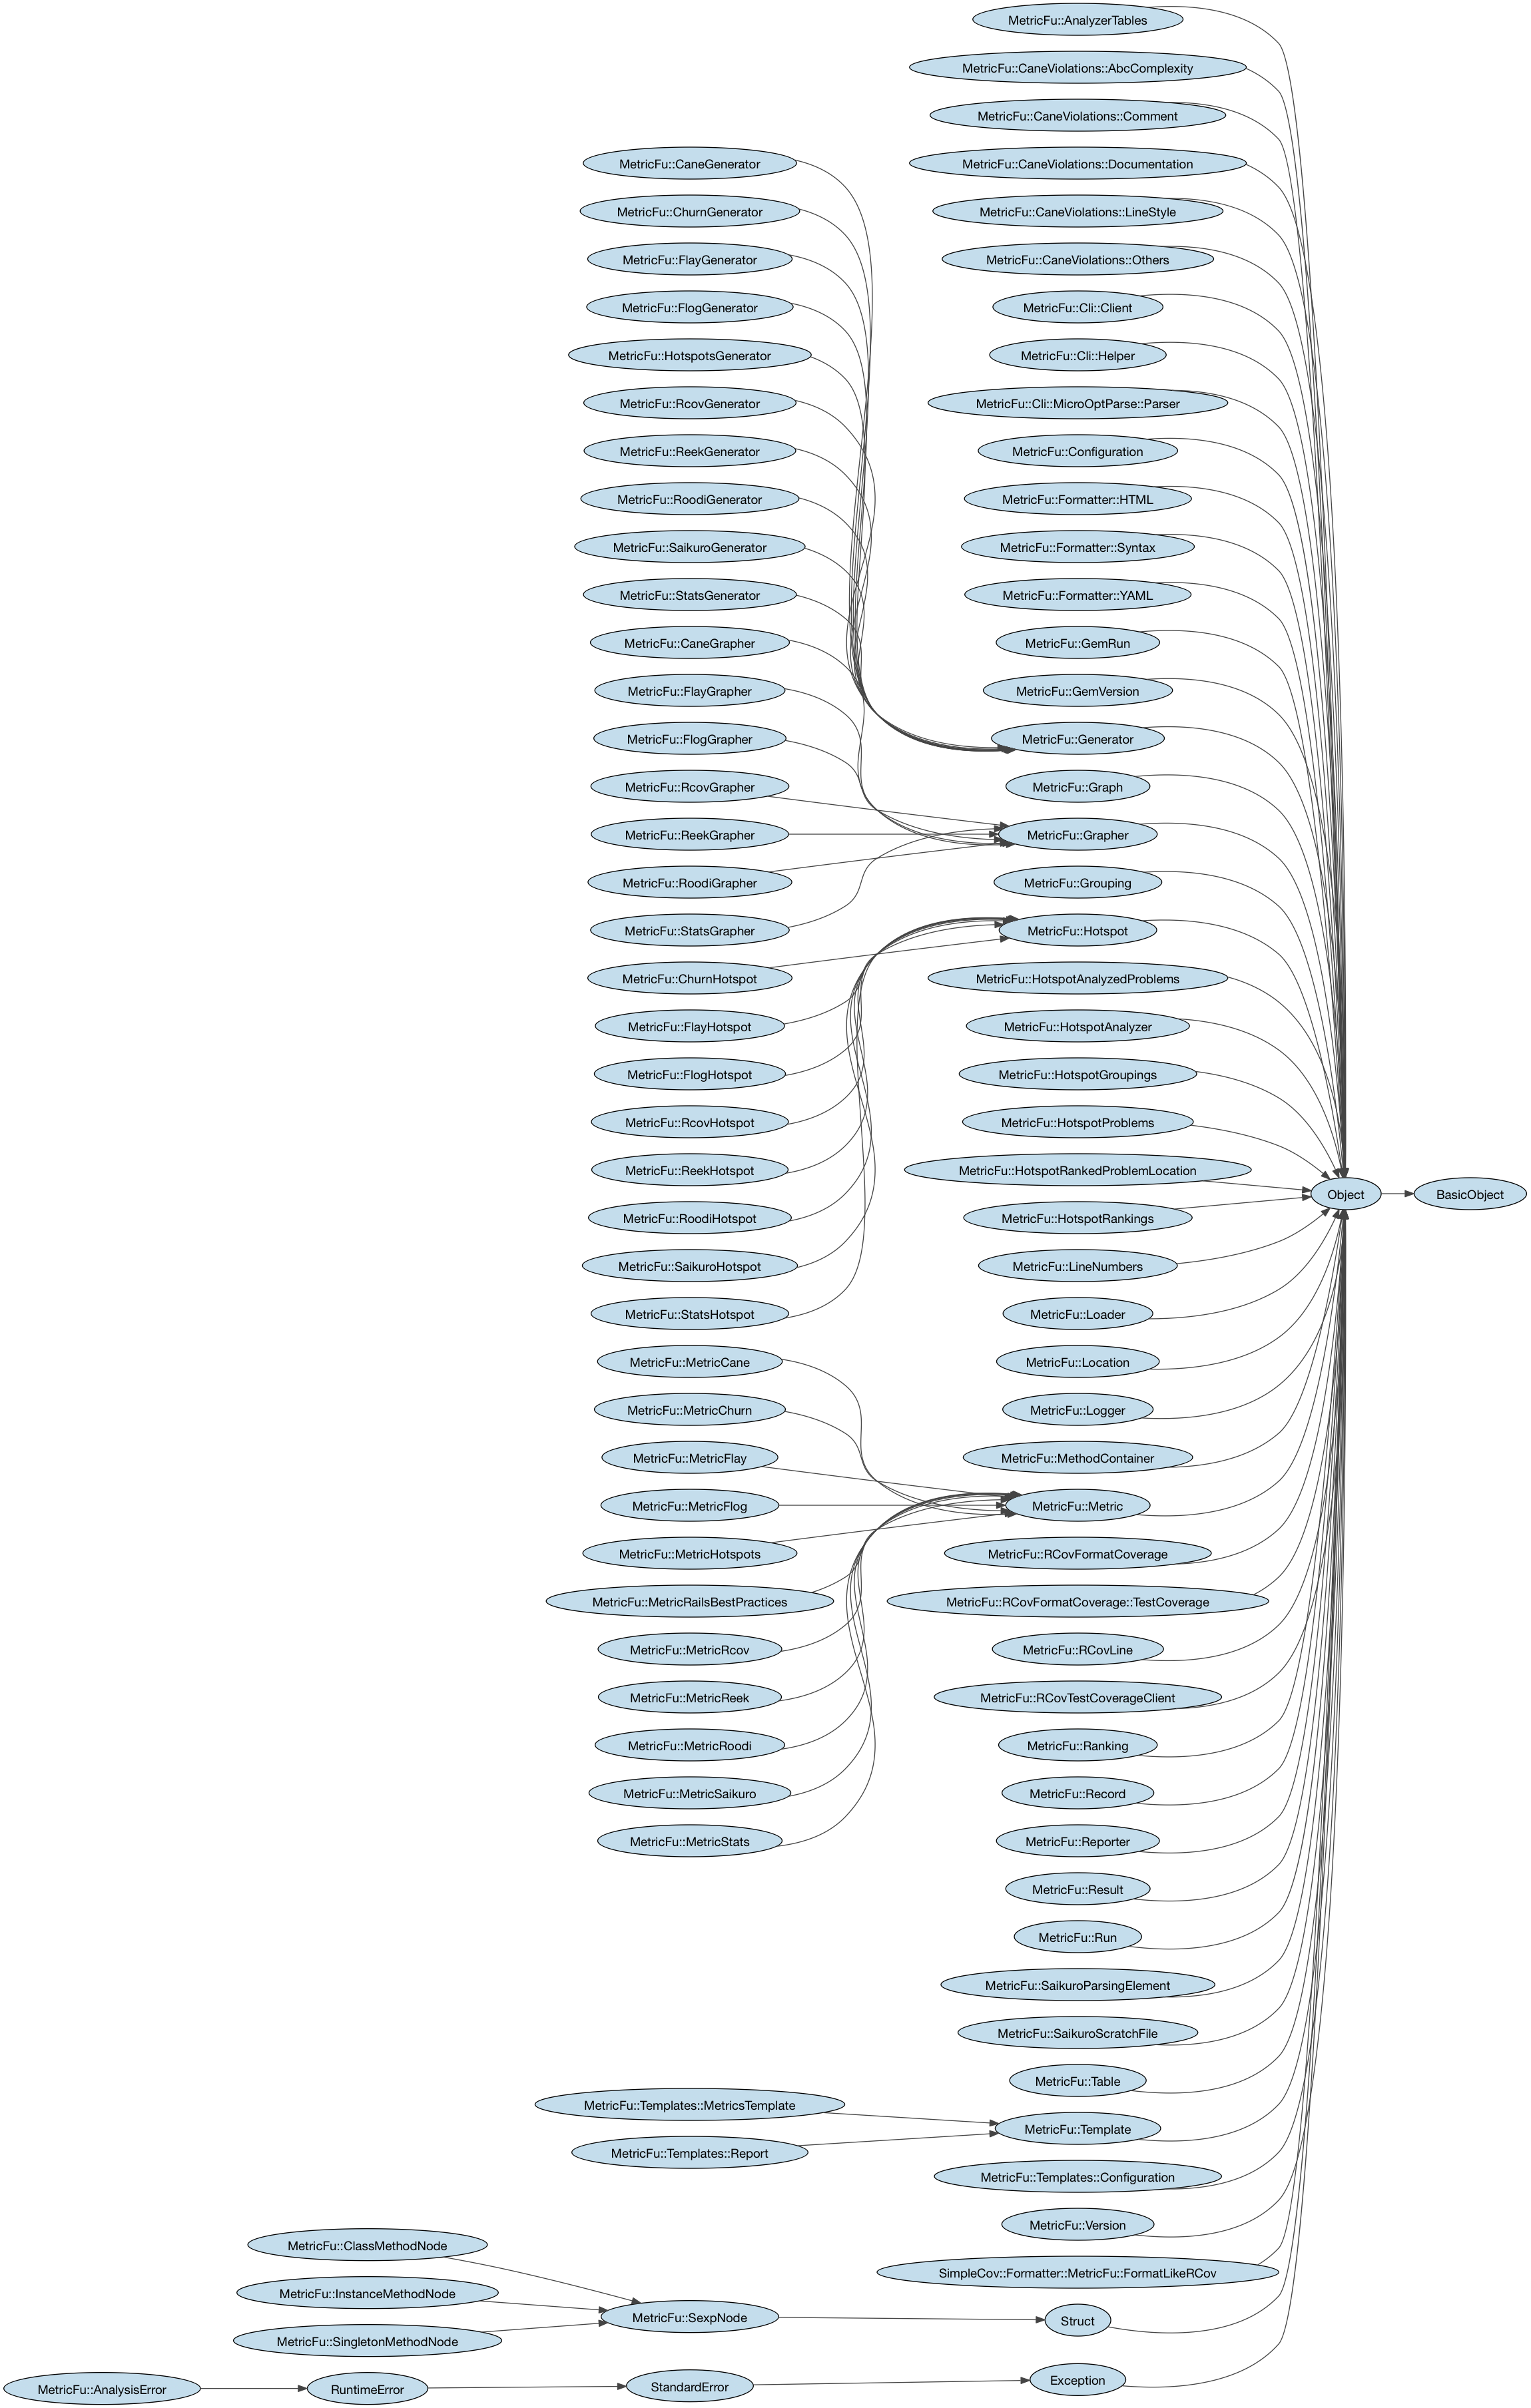 MetricFu::AnalyzerTables
MetricFu::CaneViolations::AbcComplexity
MetricFu::CaneViolations::Comment
MetricFu::CaneGenerator
MetricFu::CaneViolations::Documentation
MetricFu::ChurnGenerator
MetricFu::CaneViolations::LineStyle
MetricFu::FlayGenerator
MetricFu::CaneViolations::Others
MetricFu::FlogGenerator
MetricFu::Cli::Client
MetricFu::HotspotsGenerator
MetricFu::Cli::Helper
MetricFu::RcovGenerator
MetricFu::Cli::MicroOptParse::Parser
MetricFu::ReekGenerator
MetricFu::Configuration
MetricFu::RoodiGenerator
MetricFu::Formatter::HTML
MetricFu::SaikuroGenerator
MetricFu::Formatter::Syntax
MetricFu::StatsGenerator
MetricFu::Formatter::YAML
MetricFu::CaneGrapher
MetricFu::GemRun
MetricFu::FlayGrapher
MetricFu::GemVersion
MetricFu::FlogGrapher
MetricFu::Generator
MetricFu::RcovGrapher
MetricFu::Graph
MetricFu::ReekGrapher
MetricFu::Grapher
MetricFu::RoodiGrapher
MetricFu::Grouping
MetricFu::StatsGrapher
MetricFu::Hotspot
MetricFu::ChurnHotspot
MetricFu::HotspotAnalyzedProblems
MetricFu::FlayHotspot
MetricFu::HotspotAnalyzer
MetricFu::FlogHotspot
MetricFu::HotspotGroupings
MetricFu::RcovHotspot
MetricFu::HotspotProblems
MetricFu::ReekHotspot
MetricFu::HotspotRankedProblemLocation
Object
BasicObject
MetricFu::RoodiHotspot
MetricFu::HotspotRankings
MetricFu::SaikuroHotspot
MetricFu::LineNumbers
MetricFu::StatsHotspot
MetricFu::Loader
MetricFu::MetricCane
MetricFu::Location
MetricFu::MetricChurn
MetricFu::Logger
MetricFu::MetricFlay
MetricFu::MethodContainer
MetricFu::MetricFlog
MetricFu::Metric
MetricFu::MetricHotspots
MetricFu::RCovFormatCoverage
MetricFu::MetricRailsBestPractices
MetricFu::RCovFormatCoverage::TestCoverage
MetricFu::MetricRcov
MetricFu::RCovLine
MetricFu::MetricReek
MetricFu::RCovTestCoverageClient
MetricFu::MetricRoodi
MetricFu::Ranking
MetricFu::MetricSaikuro
MetricFu::Record
MetricFu::MetricStats
MetricFu::Reporter
MetricFu::Result
MetricFu::Run
MetricFu::SaikuroParsingElement
MetricFu::SaikuroScratchFile
MetricFu::Table
MetricFu::Templates::MetricsTemplate
MetricFu::Template
MetricFu::Templates::Report
MetricFu::Templates::Configuration
MetricFu::Version
MetricFu::ClassMethodNode
SimpleCov::Formatter::MetricFu::FormatLikeRCov
MetricFu::InstanceMethodNode
MetricFu::SexpNode
Struct
MetricFu::SingletonMethodNode
MetricFu::AnalysisError
RuntimeError
StandardError
Exception